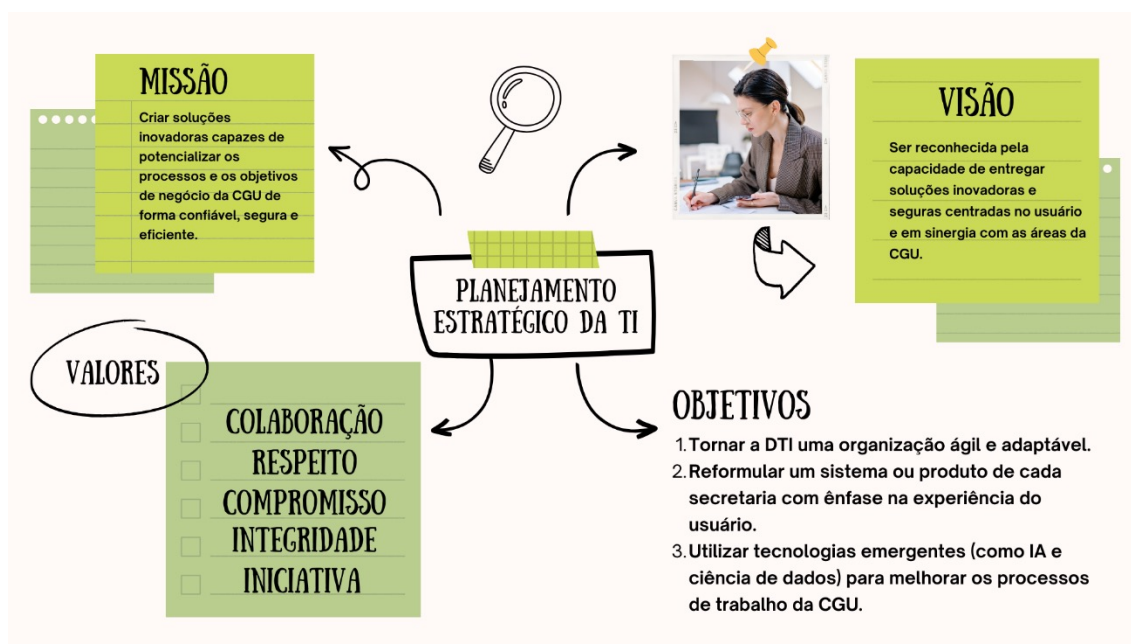 MISSÃO
Criar soluções
inovadoras capazes de
potencializar os
processos e os objetivos
de negócio da CGU de
forma confiável, segura e
eficiente.
VISÃO
Ser reconhecida pela
capacidade de entregar
soluções inovadoras e
seguras centradas no usuário
e em sinergia com as áreas da
CGU.
PLANEJAMENTO
ESTRATÉGICO DA TI
VALORES
COLABORAÇÃO
RESPEITO
COMPROMISSO
INTEGRIDADE
INICIATIVA
OBJETIVOS
1. Tornar a DTI uma organização ágil e adaptável.
2. Reformular um sistema ou produto de cada
secretaria com ênfase na experiência do
usuário.
3. Utilizar tecnologias emergentes (como IA e
ciência de dados) para melhorar os processos
de trabalho da CGU.